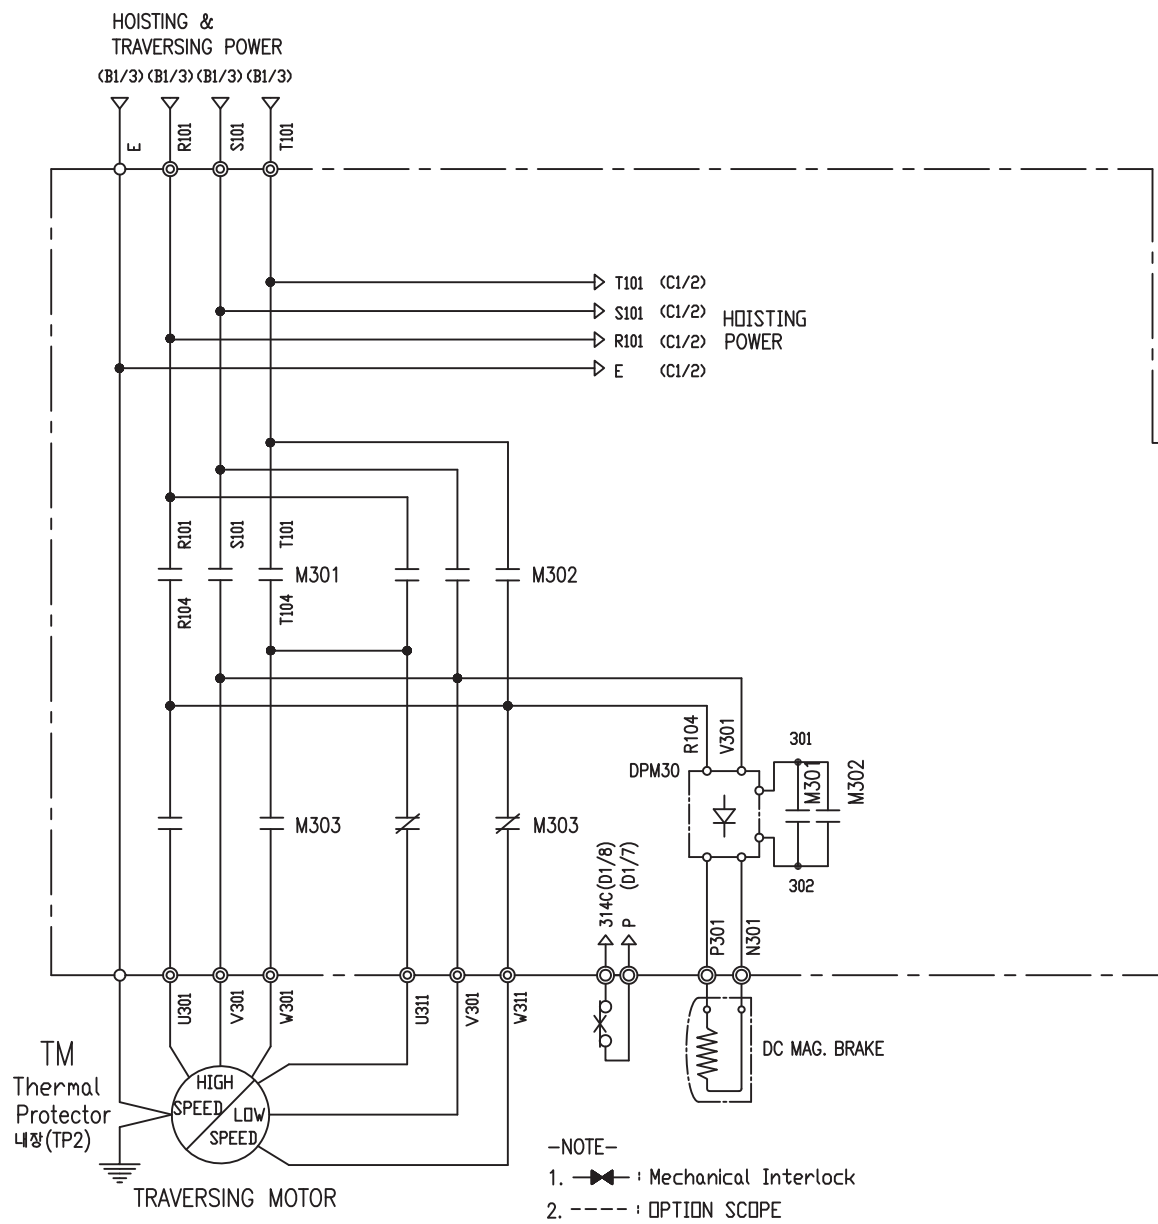 HOISTING &
TRAVERSING POWER
(B1/3) (B1/3) (B1/3) (B1/3)
E
R101
S101
T101
T101 (C1/2)
S101 (C1/2)
R101 (C1/2)
E (C1/2)
HOISTING
POWER
R101
S101
T101
M301
M302
R104
T104
R104
V301
301
DPM30
M301
M302
302
M303
M303
314C(D1/8)
P (D1/7)
P301
N301
U301
V301
W301
U311
V301
W311
TM
Thermal
Protector
내장(TP2)
HIGH
SPEED
LOW
SPEED
TRAVERSING MOTOR
DC MAG. BRAKE
-NOTE-
1. : Mechanical Interlock
2. ----- : OPTION SCOPE